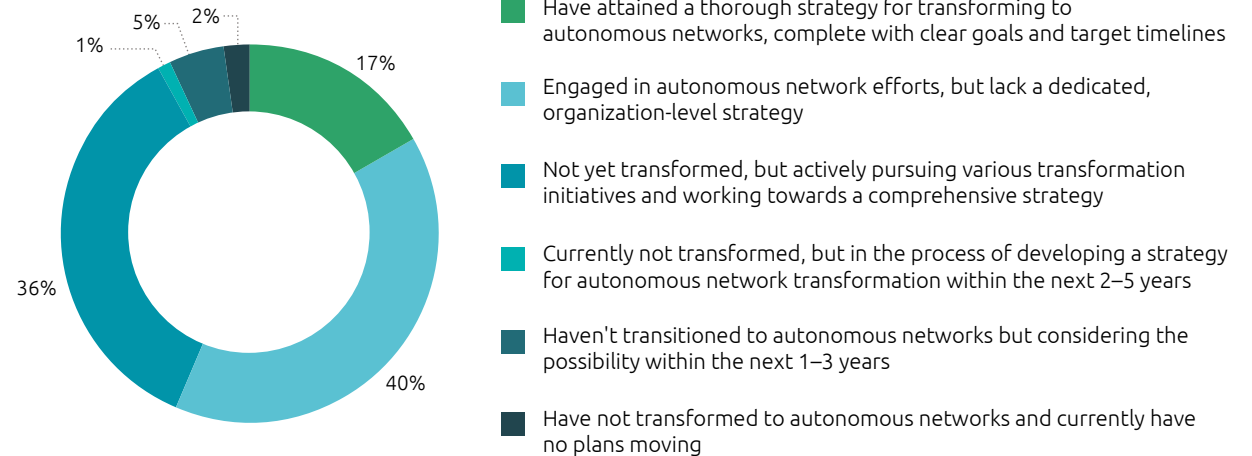 5%
2%
1%
17%
36%
40%
Have attained a thorough strategy for transforming to
autonomous networks, complete with clear goals and target timelines
Engaged in autonomous network efforts, but lack a dedicated,
organization-level strategy
Not yet transformed, but actively pursuing various transformation
initiatives and working towards a comprehensive strategy
Currently not transformed, but in the process of developing a strategy
for autonomous network transformation within the next 2–5 years
Haven't transitioned to autonomous networks but considering the
possibility within the next 1–3 years
Have not transformed to autonomous networks and currently have
no plans moving